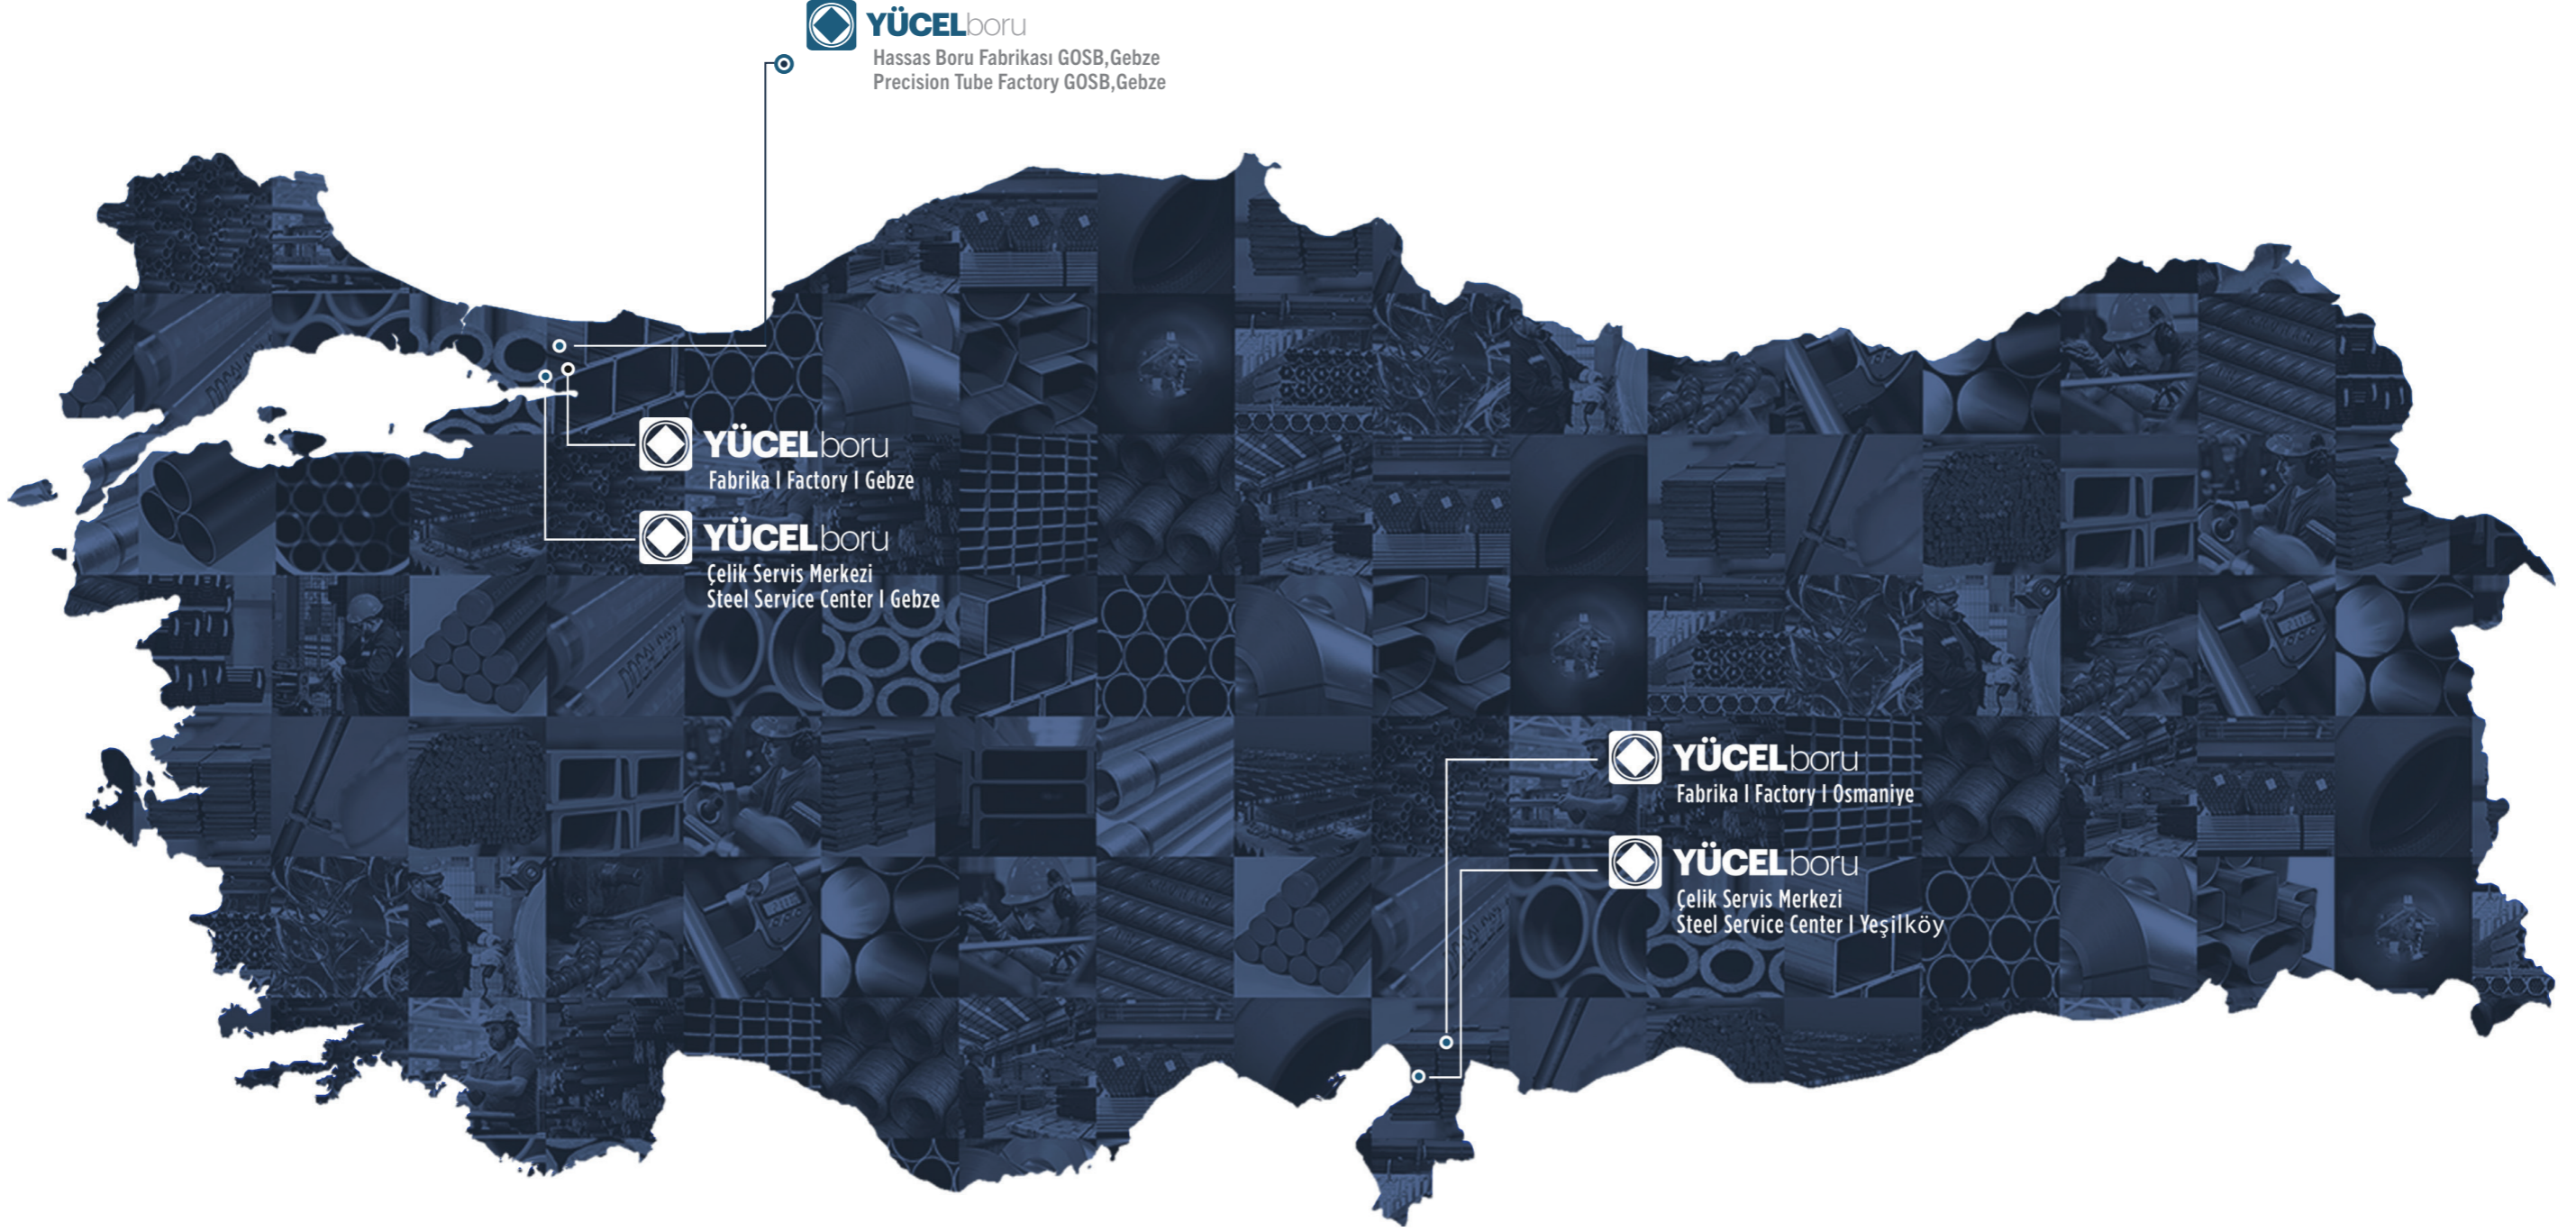 YÜCELboru
Hassas Boru Fabrikası GOSB,Gebze
Precision Tube Factory GOSB,Gebze
YÜCELboru
Fabrika I Factory I Gebze
YÜCELboru
Çelik Servis Merkezi
Steel Service Center I Gebze
YÜCELboru
Fabrika I Factory I Osmaniye
YÜCELboru
Çelik Servis Merkezi
Steel Service Center I Yeşilköy